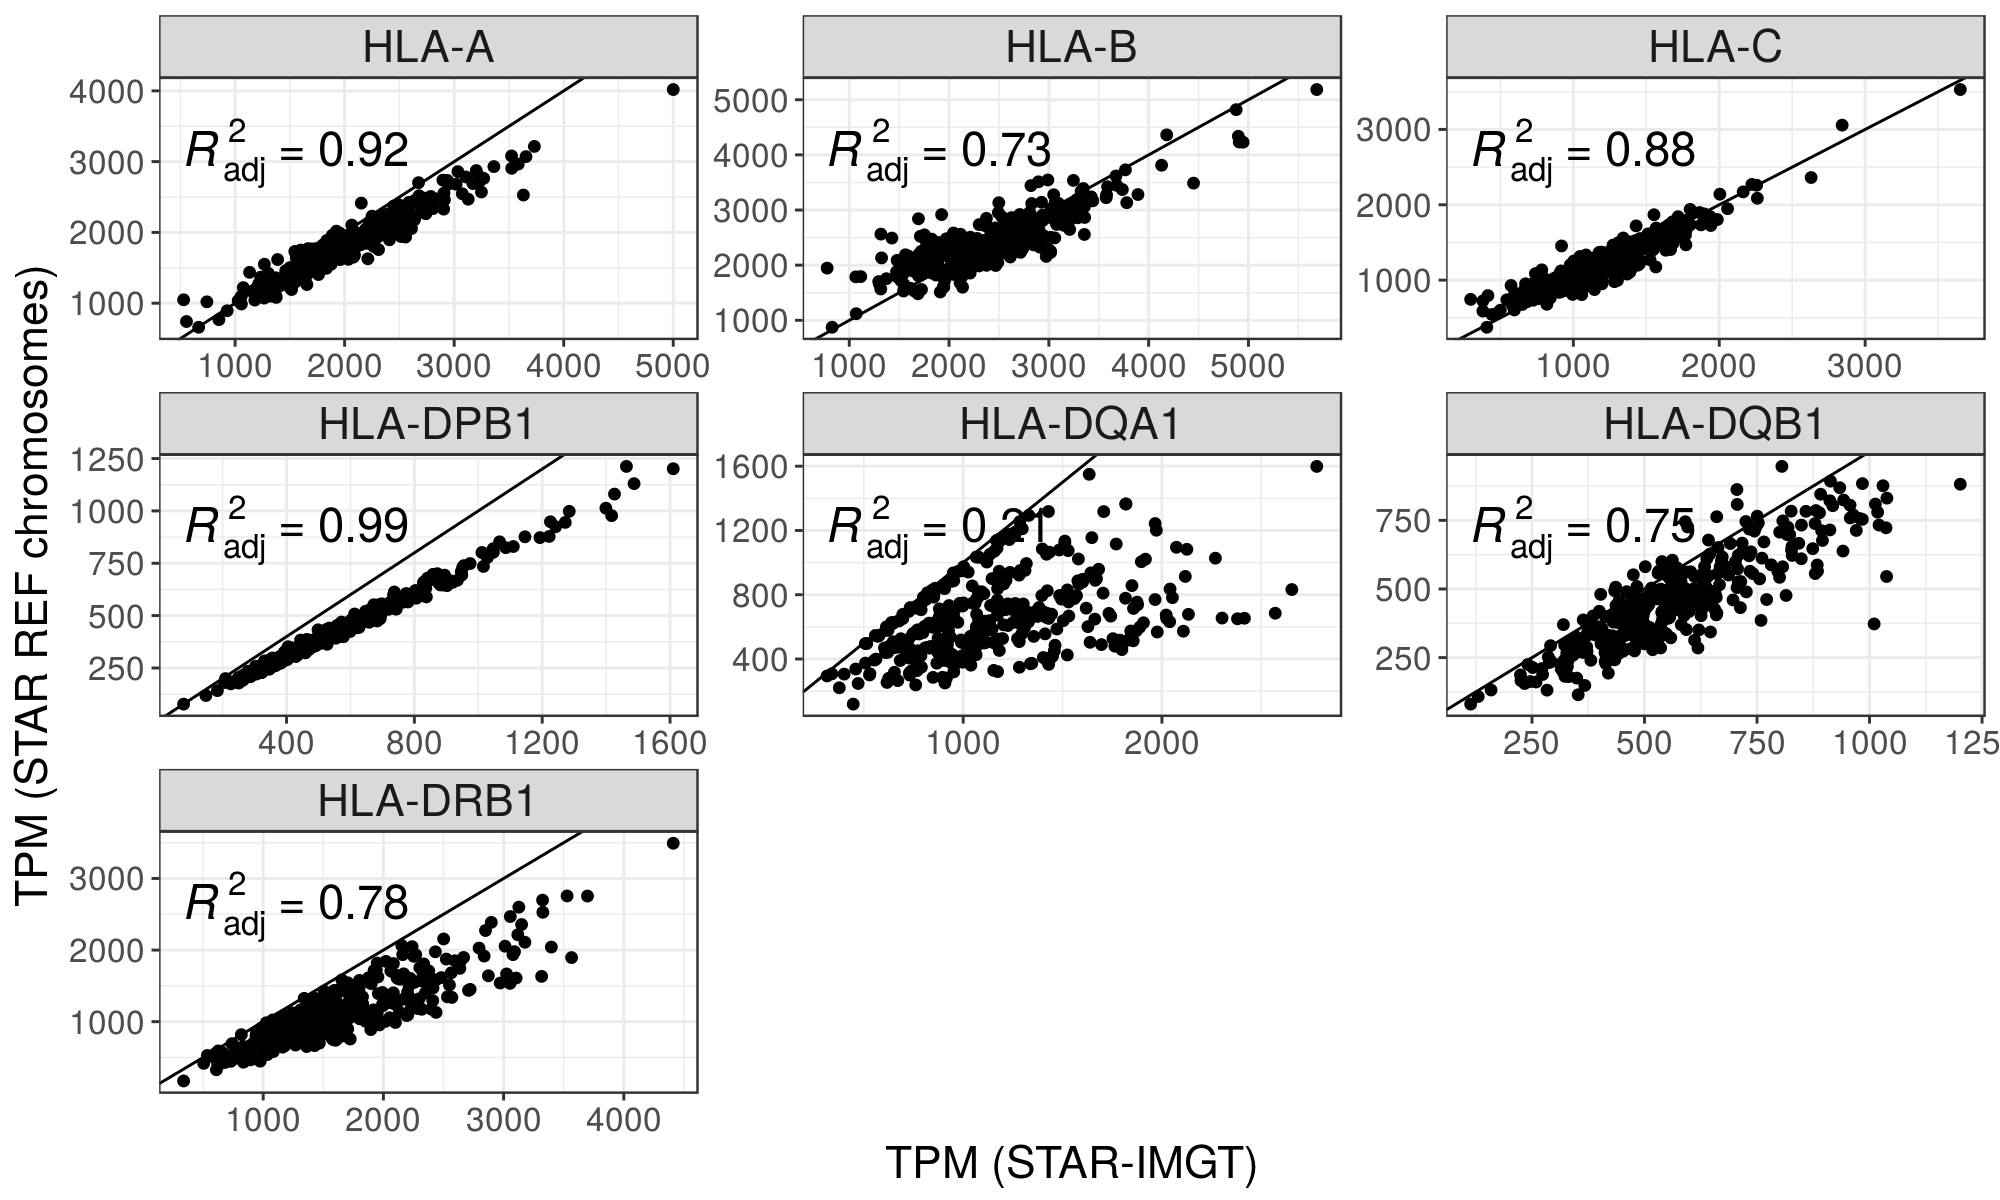 HLA-A
HLA-B
HLA-C
4000
3000
2000
1000
R²adj = 0.92
1000 2000 3000 4000 5000
5000
4000
3000
2000
1000
R²adj = 0.73
1000 2000 3000 4000 5000
3000
2000
1000
R²adj = 0.88
1000 2000 3000
HLA-DPB1
HLA-DQA1
HLA-DQB1
1250
1000
750
500
250
R²adj = 0.99
400 800 1200 1600
1600
1200
800
400
R²adj = 0.21
1000 2000
750
500
250
R²adj = 0.75
250 500 750 1000 125
HLA-DRB1
3000
2000
1000
R²adj = 0.78
1000 2000 3000 4000
TPM (STAR REF chromosomes)
TPM (STAR-IMGT)